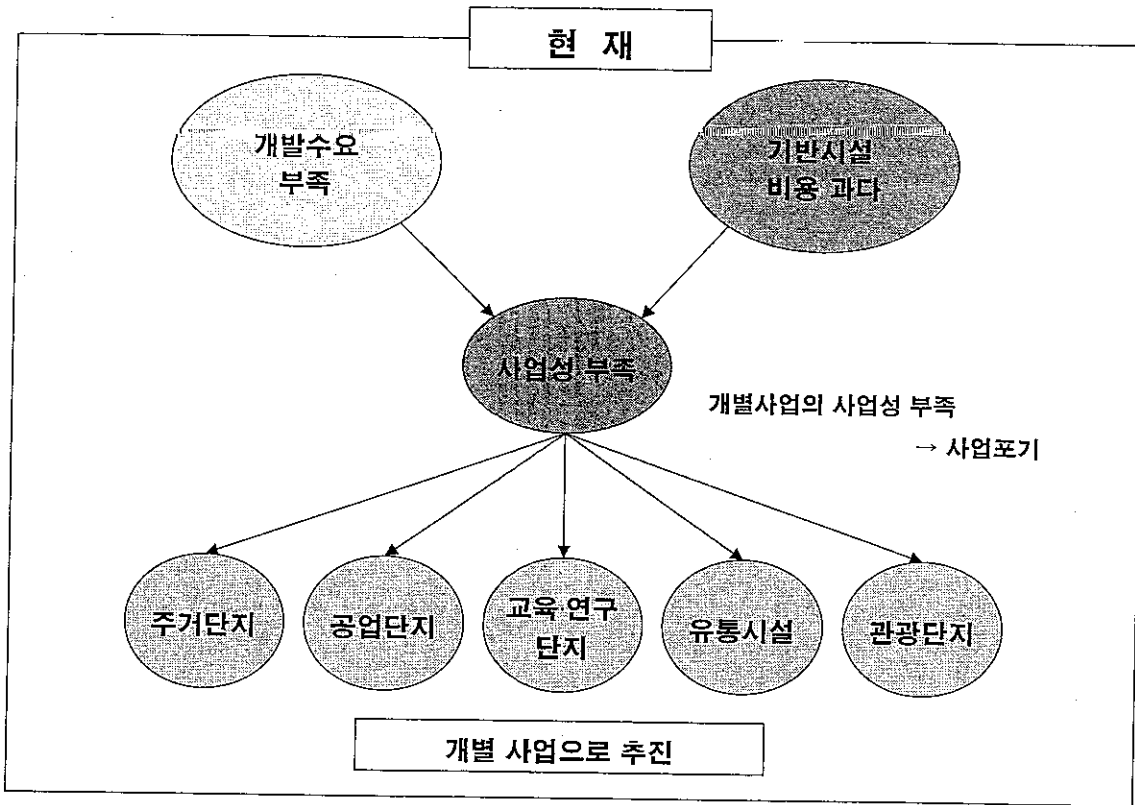 현 재
개발수요
부족
기반시설
비용 과다
사업성 부족
개별사업의 사업성 부족
→ 사업포기
주거단지
공업단지
교육·연구
단지
유통시설
관광단지
개별 사업으로 추진